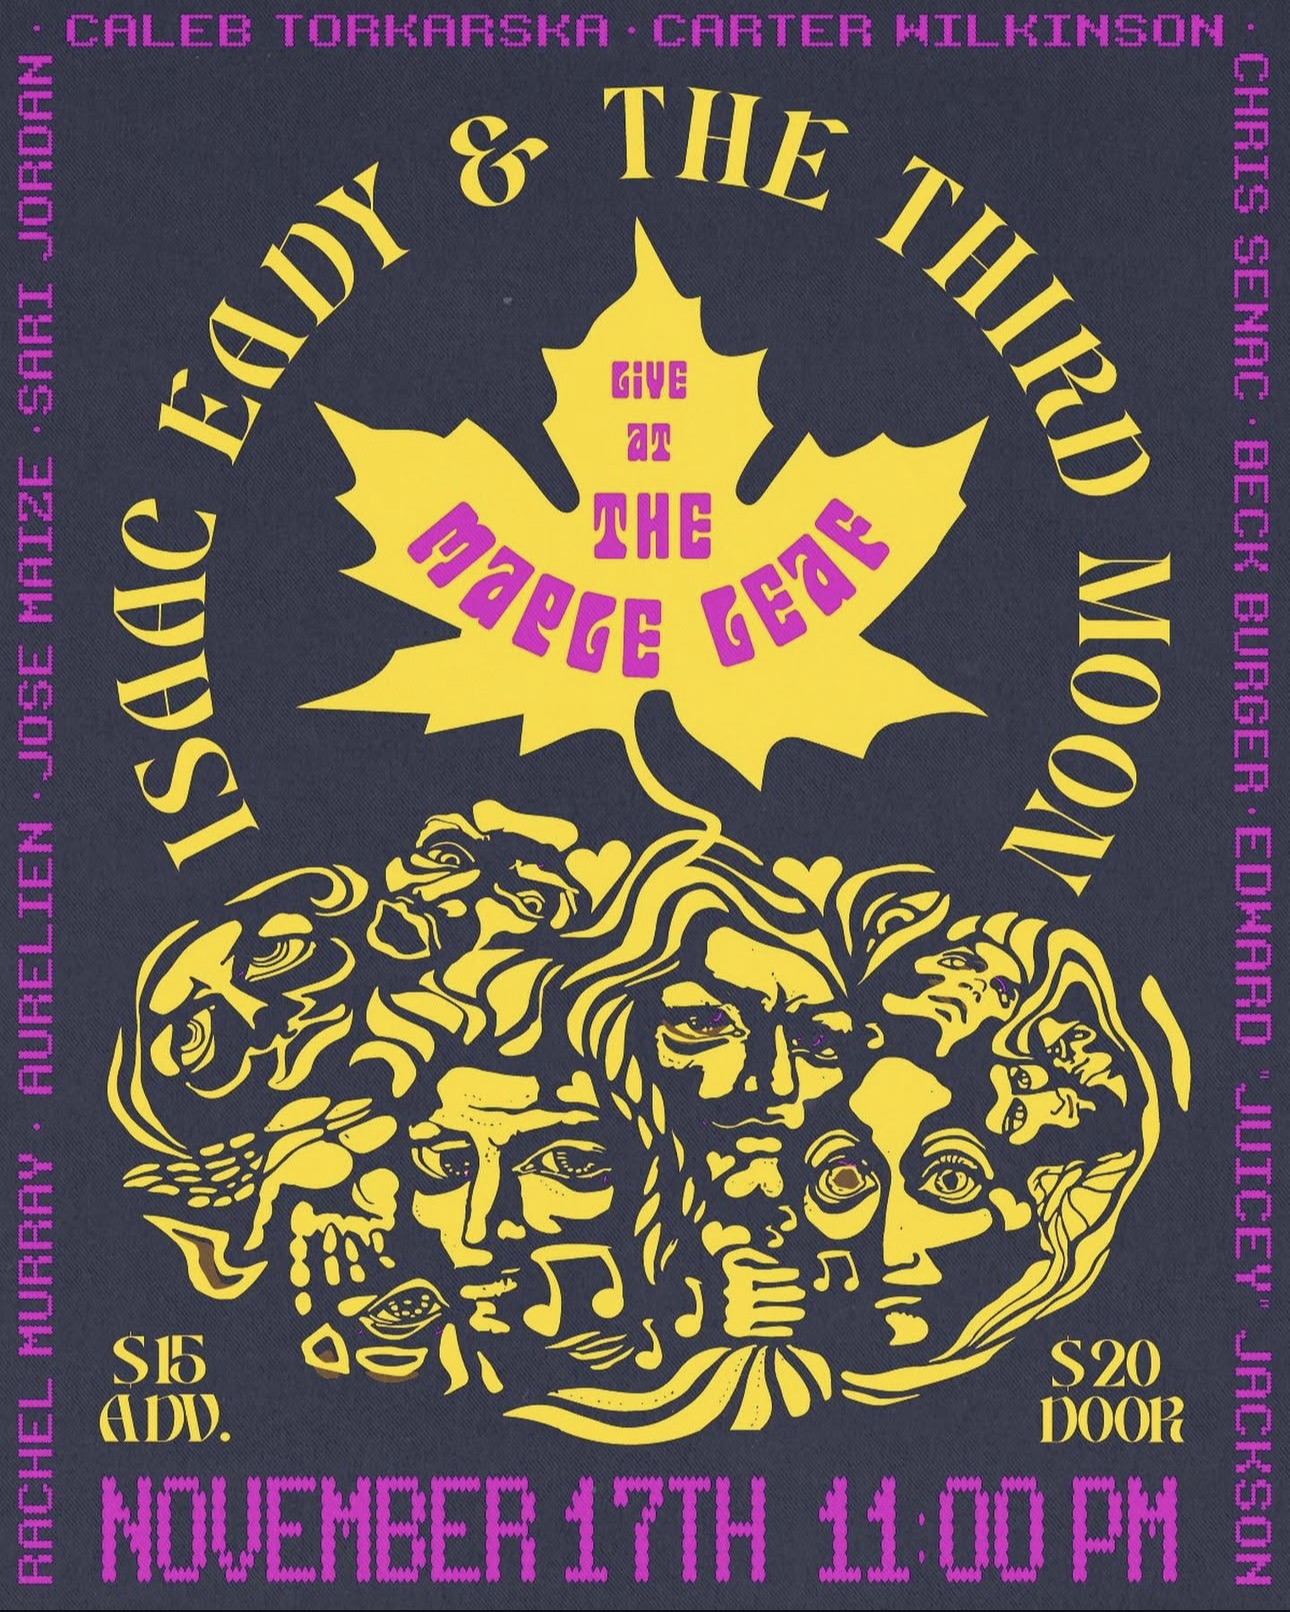 · CALEB TORKARSKA · CARTER WILKINSON ·
CHRIS SENAC · BECK BURGER · EDWARD "JUICEY" JACKSON
RACHEL MURRAY · AURELIEN · JOSE MAIZE · SARI JORDAN
ISAAC EADY & THE THIRD MOON
LIVE
AT
THE
MAPLE LEAF
$15
ADV.
$20
DOOR
NOVEMBER 17TH 11:00 PM